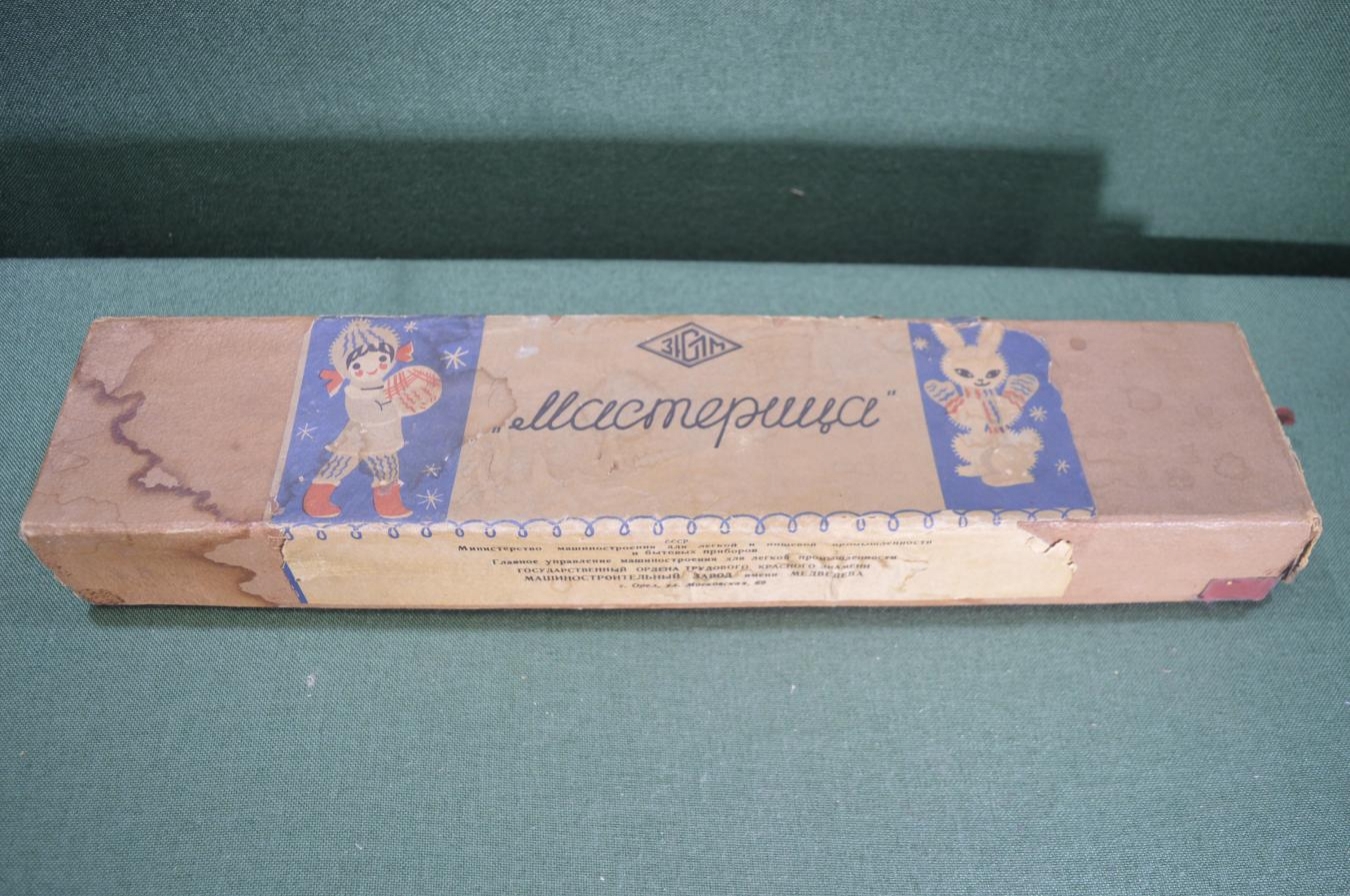 „Мастерица"
СССР
Министерство машиностроения для легкой и пищевой промышленности
и бытовых приборов
Главное управление машиностроения для легкой промышленности
ГОСУДАРСТВЕННЫЙ ОРДЕНА ТРУДОВОГО КРАСНОГО ЗНАМЕНИ
МАШИНОСТРОИТЕЛЬНЫЙ ЗАВОД имени МЕДВЕДЕВА
г. Орел, ул. Московская, 69